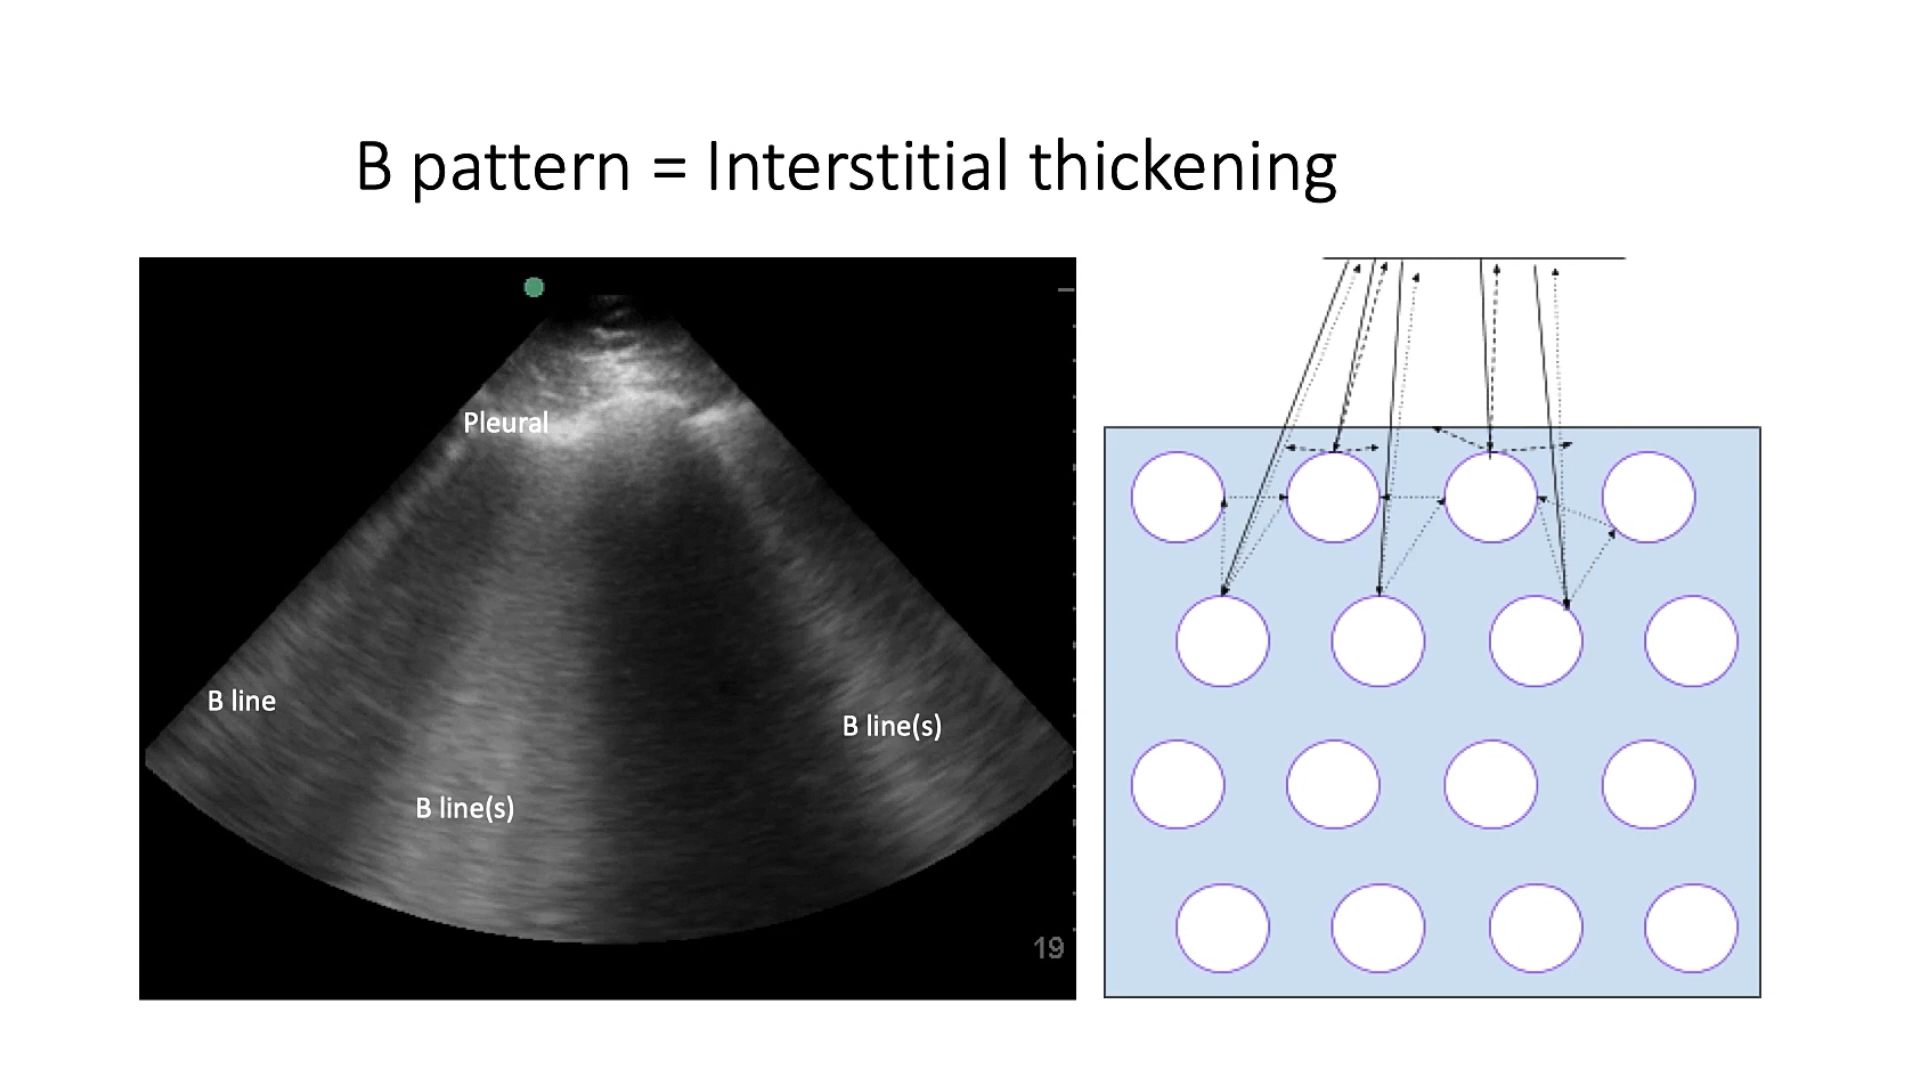 B pattern = Interstitial thickening
Pleural
B line
B line(s)
B line(s)
19